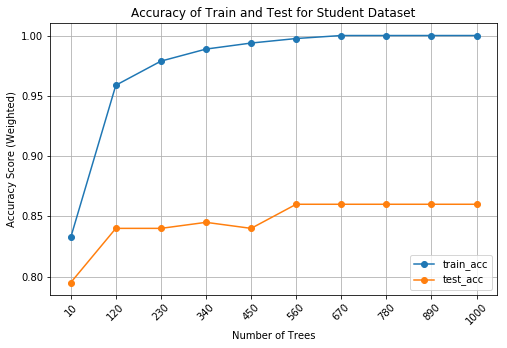 Accuracy of Train and Test for Student Dataset
Accuracy Score (Weighted)
1.00
0.95
0.90
0.85
0.80
train_acc
test_acc
10 120 230 340 450 560 670 780 890 1000
Number of Trees